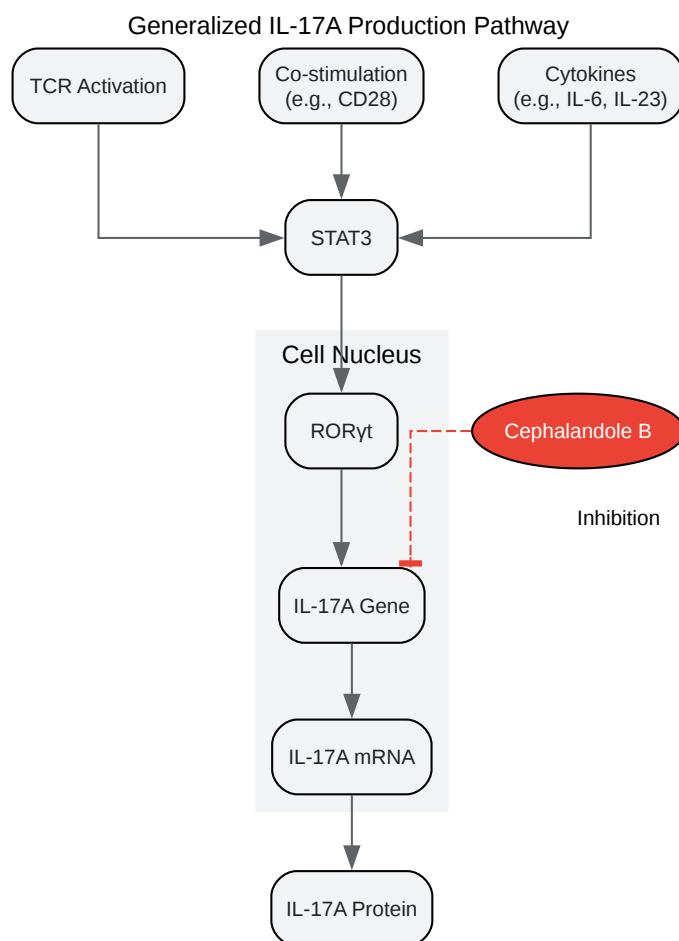 Generalized IL-17A Production Pathway
TCR Activation
Co-stimulation
(e.g., CD28)
Cytokines
(e.g., IL-6, IL-23)
STAT3
Cell Nucleus
RORγt
Cephalandole B
Inhibition
IL-17A Gene
IL-17A mRNA
IL-17A Protein